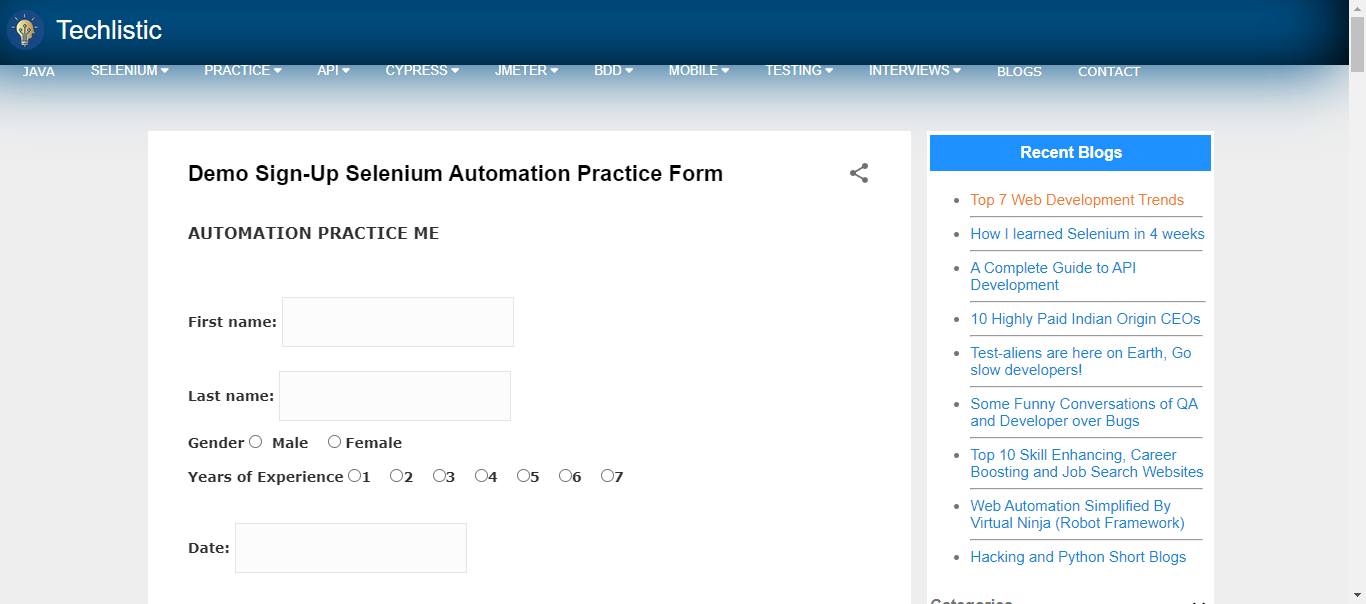 Techlistic
JAVA SELENIUM PRACTICE API CYPRESS JMETER BDD MOBILE TESTING INTERVIEWS BLOGS CONTACT
Demo Sign-Up Selenium Automation Practice Form
AUTOMATION PRACTICE ME
First name:
Last name:
Gender Male Female
Years of Experience 1 2 3 4 5 6 7
Date:
Recent Blogs
Top 7 Web Development Trends
How I learned Selenium in 4 weeks
A Complete Guide to API
Development
10 Highly Paid Indian Origin CEOs
Test-aliens are here on Earth, Go
slow developers!
Some Funny Conversations of QA
and Developer over Bugs
Top 10 Skill Enhancing, Career
Boosting and Job Search Websites
Web Automation Simplified By
Virtual Ninja (Robot Framework)
Hacking and Python Short Blogs
Categories